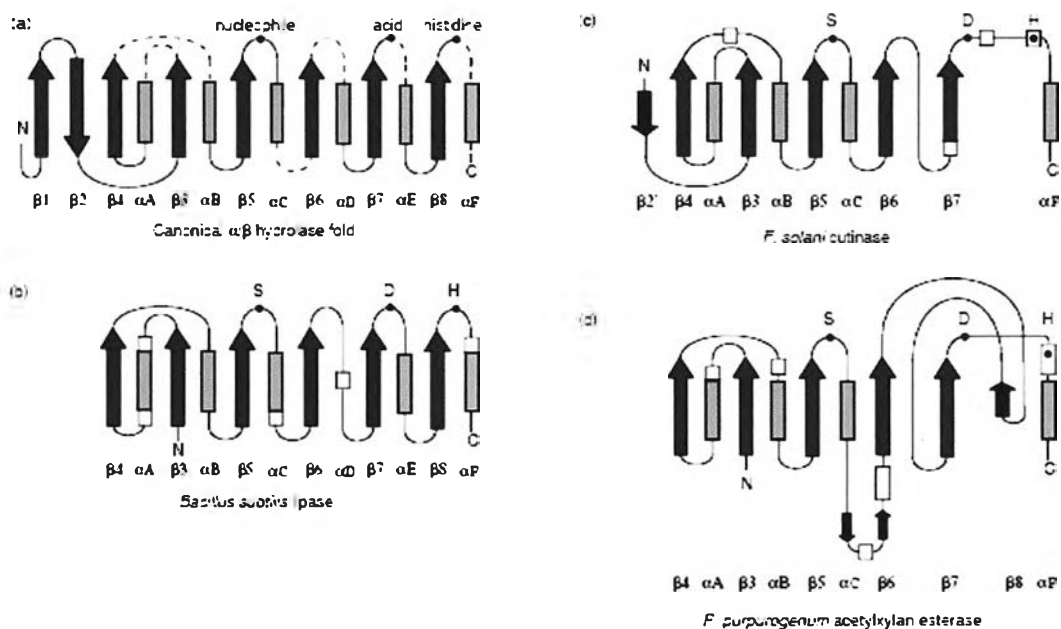 (a)
nucleophile acid histidine
N
C
β1 β2 β4 αA β3 αB β5 αC β6 αD β7 αE β8 αF
Canonical α/β hydrolase fold
(b)
S D H
N
C
β4 αA β3 αB β5 αC β6 αD β7 αE β8 αF
Bacillus subtilis lipase
(c)
S D H
N
C
β2' β4 αA β3 αB β5 αC β6 β7 αF
F. solani cutinase
(d)
S D H
N
C
β4 αA β3 αB β5 αC β6 β7 β8 αF
purpurogenum acetylxylan esterase